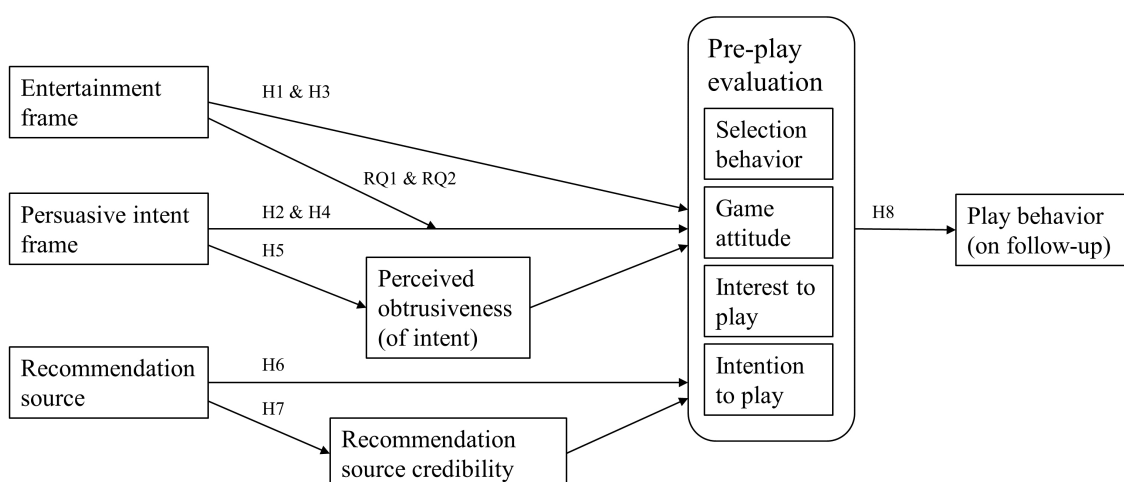 Entertainment
frame
Persuasive intent
frame
Recommendation
source
H1 & H3
RQ1 & RQ2
H2 & H4
H5
Perceived
obtrusiveness
(of intent)
H6
H7
Recommendation
source credibility
Pre-play
evaluation
Selection
behavior
Game
attitude
Interest to
play
Intention
to play
H8
Play behavior
(on follow-up)